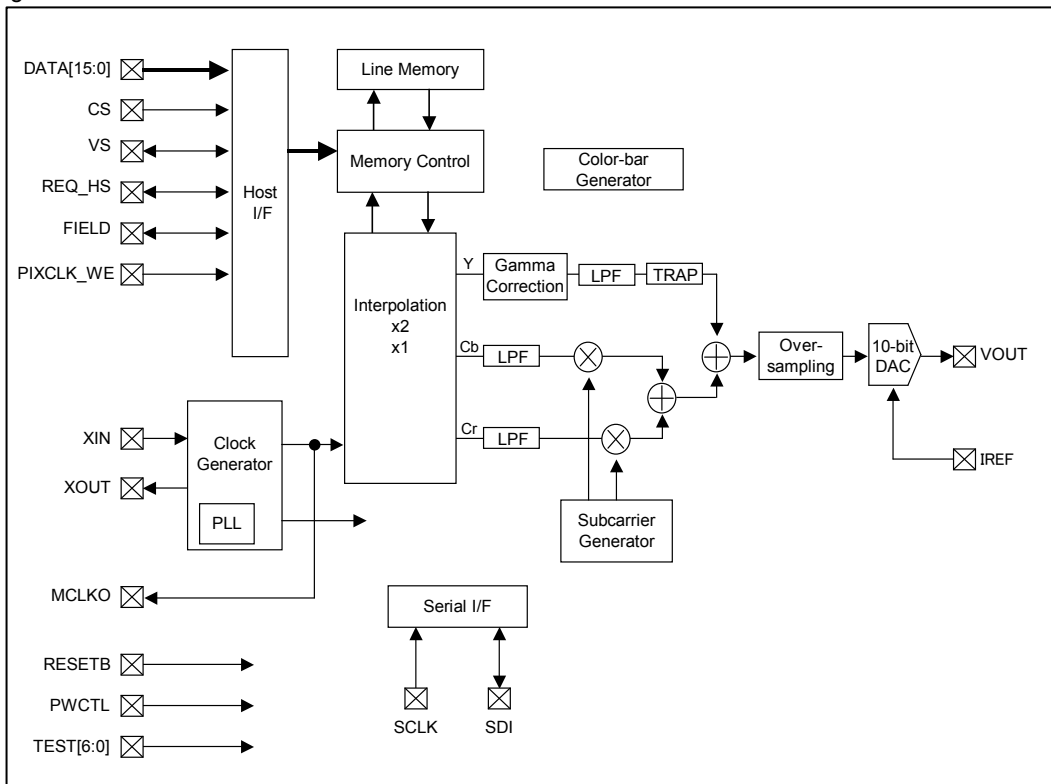 DATA[15:0]
CS
VS
REQ_HS
FIELD
PIXCLK_WE
Host
I/F
Line Memory
Memory Control
Color-bar
Generator
Interpolation
x2
x1
Y
Gamma
Correction
LPF
TRAP
Cb
LPF
Cr
LPF
Over-
sampling
10-bit
DAC
VOUT
IREF
Subcarrier
Generator
XIN
XOUT
Clock
Generator
PLL
MCLKO
Serial I/F
SCLK
SDI
RESETB
PWCTL
TEST[6:0]